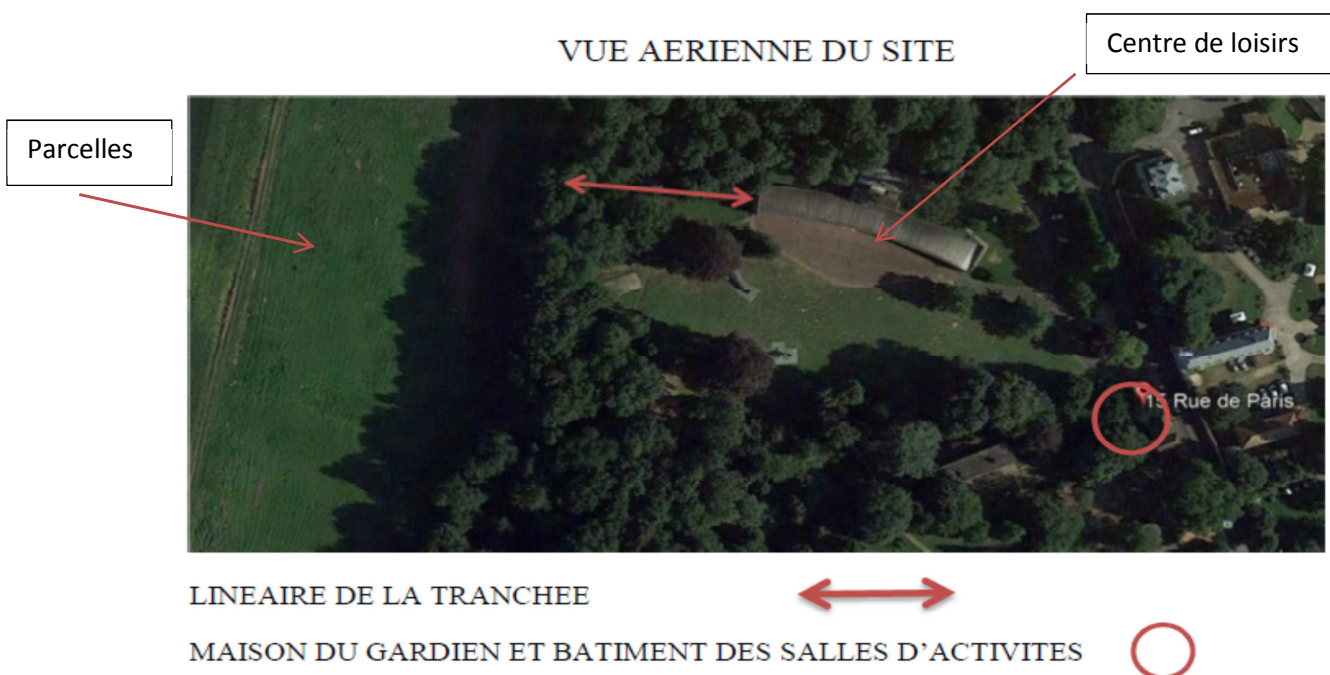 VUE AERIENNE DU SITE
Centre de loisirs
Parcelles
15 Rue de Paris
LINEAIRE DE LA TRANCHEE
MAISON DU GARDIEN ET BATIMENT DES SALLES D'ACTIVITES